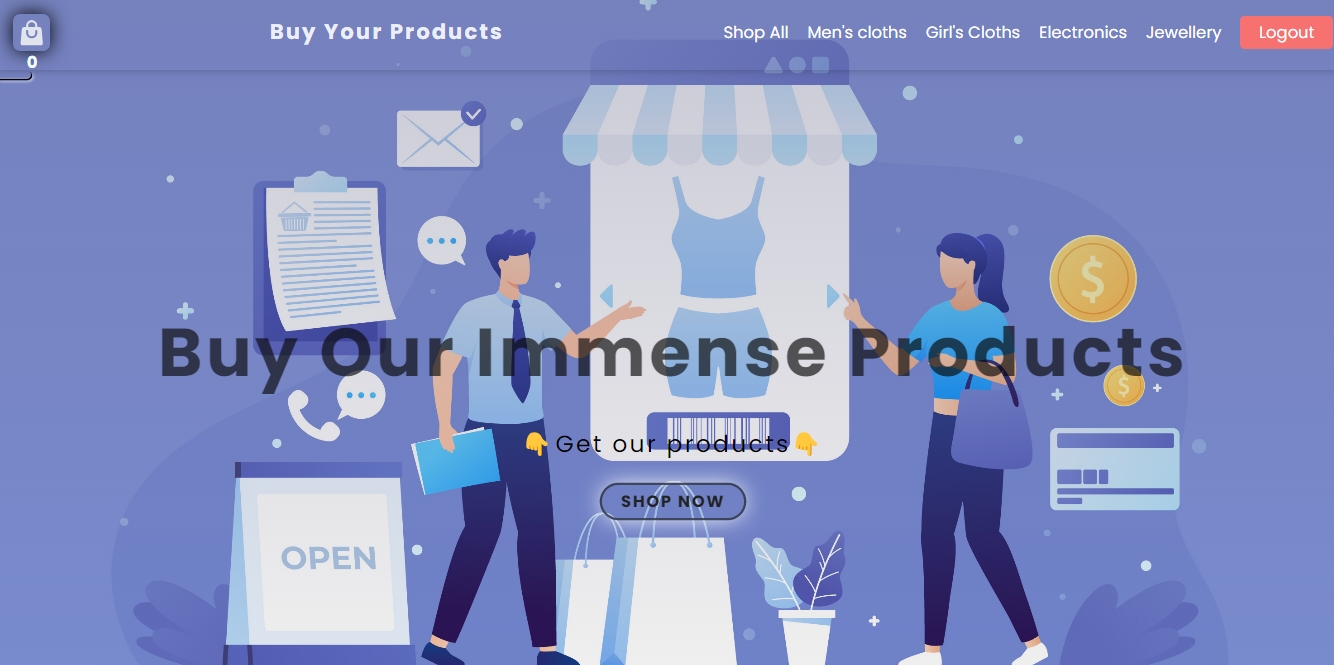 Buy Your Products
Shop All
Men's cloths
Girl's Cloths
Electronics
Jewellery
Logout
0
Buy Our Immense Products
👇Get our products👇
SHOP NOW
OPEN